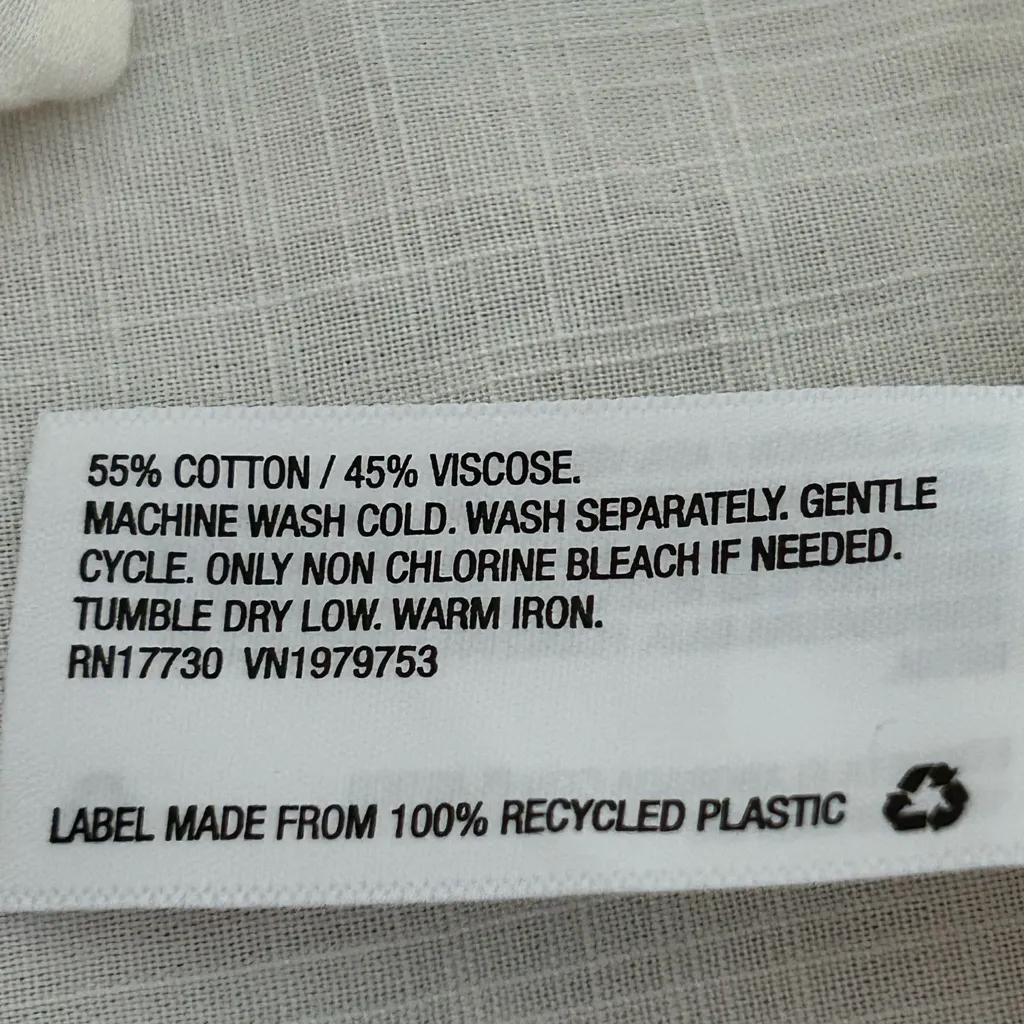 55% COTTON / 45% VISCOSE.
MACHINE WASH COLD. WASH SEPARATELY. GENTLE
CYCLE. ONLY NON CHLORINE BLEACH IF NEEDED.
TUMBLE DRY LOW. WARM IRON.
RN17730 VN1979753
LABEL MADE FROM 100% RECYCLED PLASTIC